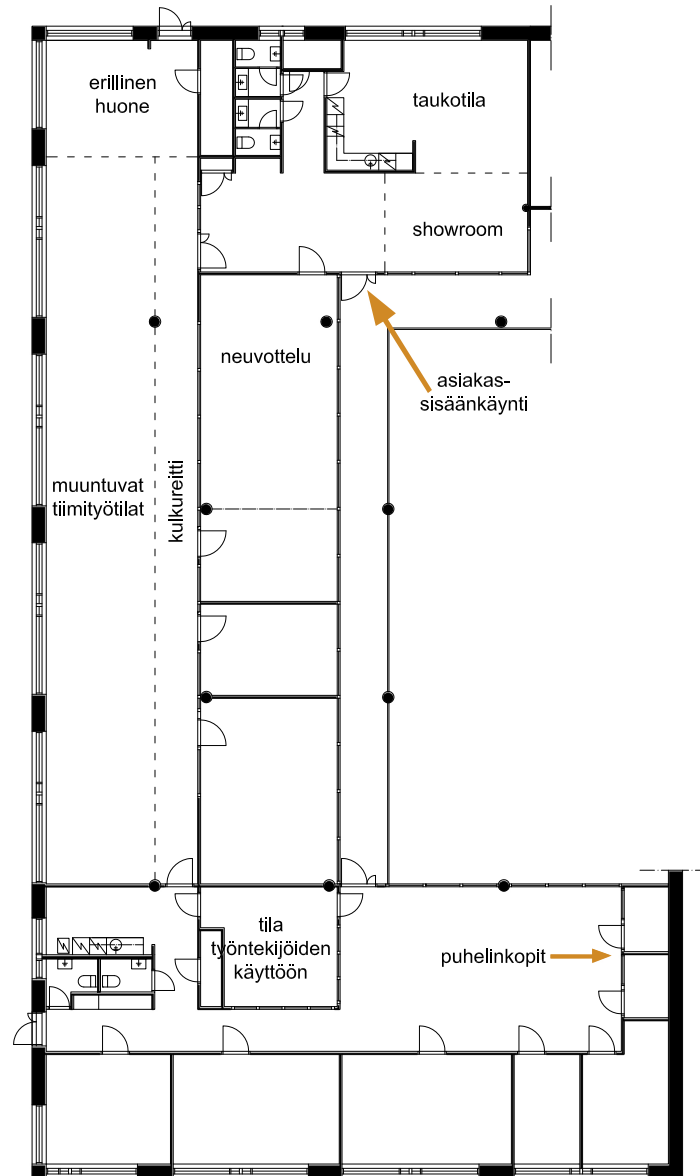 erillinen
huone
taukotila
showroom
neuvottelu
asiakas-
sisäänkäynti
muuntuvat
tiimityötilat
kulkureitti
tila
työntekijöiden
käyttöön
puhelinkopit